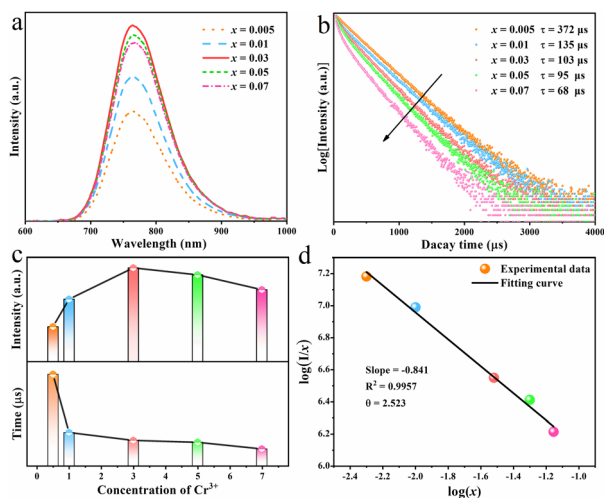 a
Intensity (a.u.)
x = 0.005
x = 0.01
x = 0.03
x = 0.05
x = 0.07
600 700 800 900 1000
Wavelength (nm)
b
Log[Intensity (a.u.)]
x = 0.005 τ = 372 μs
x = 0.01 τ = 135 μs
x = 0.03 τ = 103 μs
x = 0.05 τ = 95 μs
x = 0.07 τ = 68 μs
0 1000 2000 3000 4000
Dacay time (μs)
c
Intensity (a.u.)
Time (μs)
0 1 2 3 4 5 6 7
Concentration of Cr³⁺
d
log(I/x)
7.2
7.0
6.8
6.6
6.4
6.2
6.0
Experimental data
Fitting curve
Slope = -0.841
R² = 0.9957
θ = 2.523
-2.4 -2.2 -2.0 -1.8 -1.6 -1.4 -1.2 -1.0
log(x)